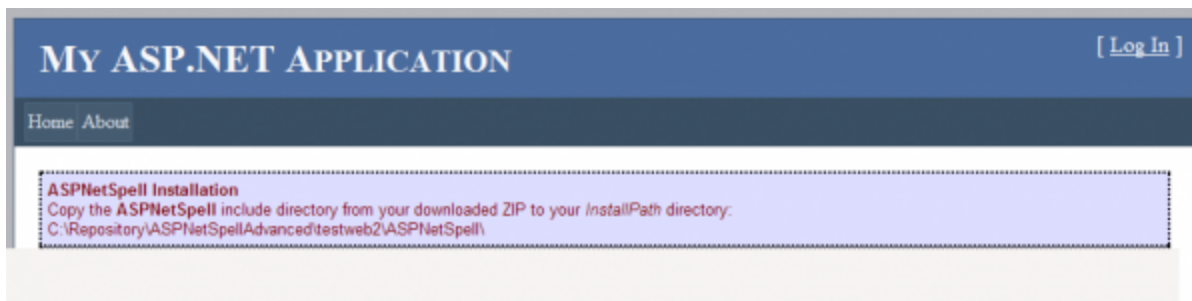 MY ASP.NET APPLICATION
[ Log In ]
Home About
ASPNetSpell Installation
Copy the ASPNetSpell include directory from your downloaded ZIP to your InstallPath directory:
C:\Repository\ASPNetSpellAdvanced\testweb2\ASPNetSpell\